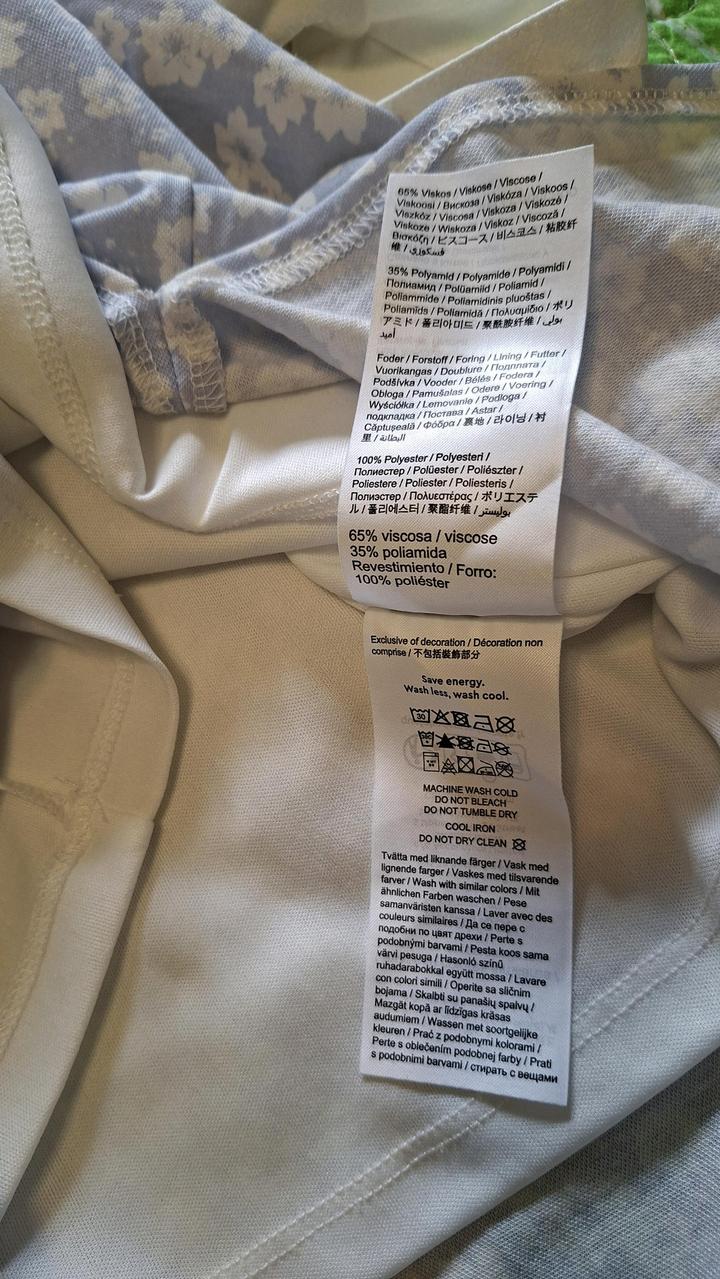 65% Viskos / Viskose / Viscose /
Viskoosi / Вискоза / Viskóza / Viskoos /
Viszkóz / Viscosa / Viskoza / Viskozė /
Viskoze / Wiskoza / Viskoz / Viscoză /
Βισκόζη / ビスコース / 비스코스 / 粘胶纤
维 / فسكوزي
35% Polyamid / Polyamide / Polyamidi /
Полиамид / Polüamiid / Poliamid /
Poliammide / Poliamidinis pluoštas /
Poliamīds / Poliamidă / Πολυαμίδιο / ポリ
アミド / 폴리아미드 / 聚酰胺纤维 / بولي
أميد
Foder / Forstoff / Foring / Lining / Futter /
Vuorikangas / Doublure / Подплата /
Podšívka / Vooder / Bélés / Fodera /
Obloga / Pamušalas / Odere / Voering /
Wyściółka / Lemovanie / Podloga /
подкладка / Постава / Astar /
Căptușeală / Φόδρα / 裏地 / 라이닝 / 衬
里 / البطانة
100% Polyester / Polyesteri /
Полиестер / Polüester / Poliészter /
Poliestere / Poliester / Poliesteris /
Полиэстер / Πολυεστέρας / ポリエステ
ル / 폴리에스터 / 聚酯纤维 / بوليستر
65% viscosa / viscose
35% poliamida
Revestimiento / Forro:
100% poliéster
Exclusive of decoration / Décoration non
comprise / 不包括裝飾部分
Save energy.
Wash less, wash cool.
30
MACHINE WASH COLD
DO NOT BLEACH
DO NOT TUMBLE DRY
COOL IRON
DO NOT DRY CLEAN
Tvätta med liknande färger / Vask med
lignende farger / Vaskes med tilsvarende
farver / Wash with similar colors / Mit
ähnlichen Farben waschen / Pese
samanväristen kanssa / Laver avec des
couleurs similaires / Да се пере с
подобни по цвят дрехи / Perte s
podobnými barvami / Pesta koos sama
värvi pesuga / Hasonló színű
ruhadarabokkal együtt mossa / Lavare
con colori simili / Operite sa sličnim
bojama / Skalbti su panašių spalvų /
Mazgāt kopā ar līdzīgas krāsas
audumiem / Wassen met soortgelijke
kleuren / Prać z podobnymi kolorami /
Perte s oblečením podobnej farby / Prati
s podobnimi barvami / стирать с вещами